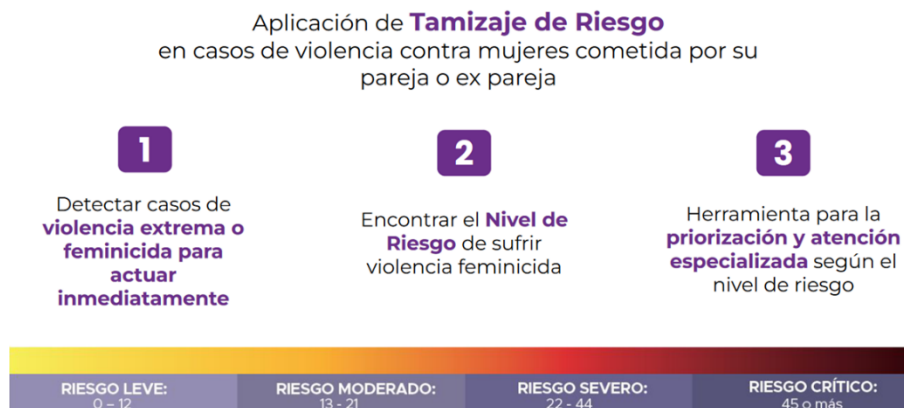 Aplicación de Tamizaje de Riesgo
en casos de violencia contra mujeres cometida por su
pareja o ex pareja
1
Detectar casos de
violencia extrema o
feminicida para
actuar
inmediatamente
2
Encontrar el Nivel de
Riesgo de sufrir
violencia feminicida
3
Herramienta para la
priorización y atención
especializada según el
nivel de riesgo
RIESGO LEVE:
0 – 12
RIESGO MODERADO:
13 - 21
RIESGO SEVERO:
22 - 44
RIESGO CRÍTICO:
45 o más